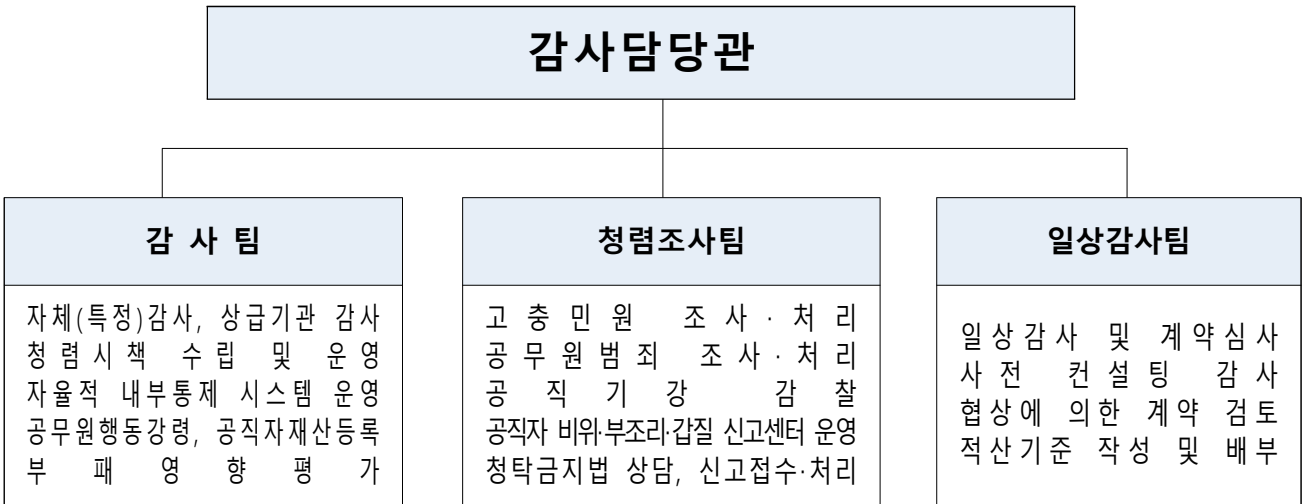 감사담당관
감 사 팀
자체(특정)감사, 상급기관 감사
청렴시책 수립 및 운영
자율적 내부통제 시스템 운영
공무원행동강령, 공직자재산등록
부 패 영 향 평 가
청렴조사팀
고충민원 조사·처리
공무원범죄 조사·처리
공 직 기 강 감 찰
공직자 비위·부조리·갑질 신고센터 운영
청탁금지법 상담, 신고접수·처리
일상감사팀
일상감사 및 계약심사
사전 컨설팅 감사
협상에 의한 계약 검토
적산기준 작성 및 배부